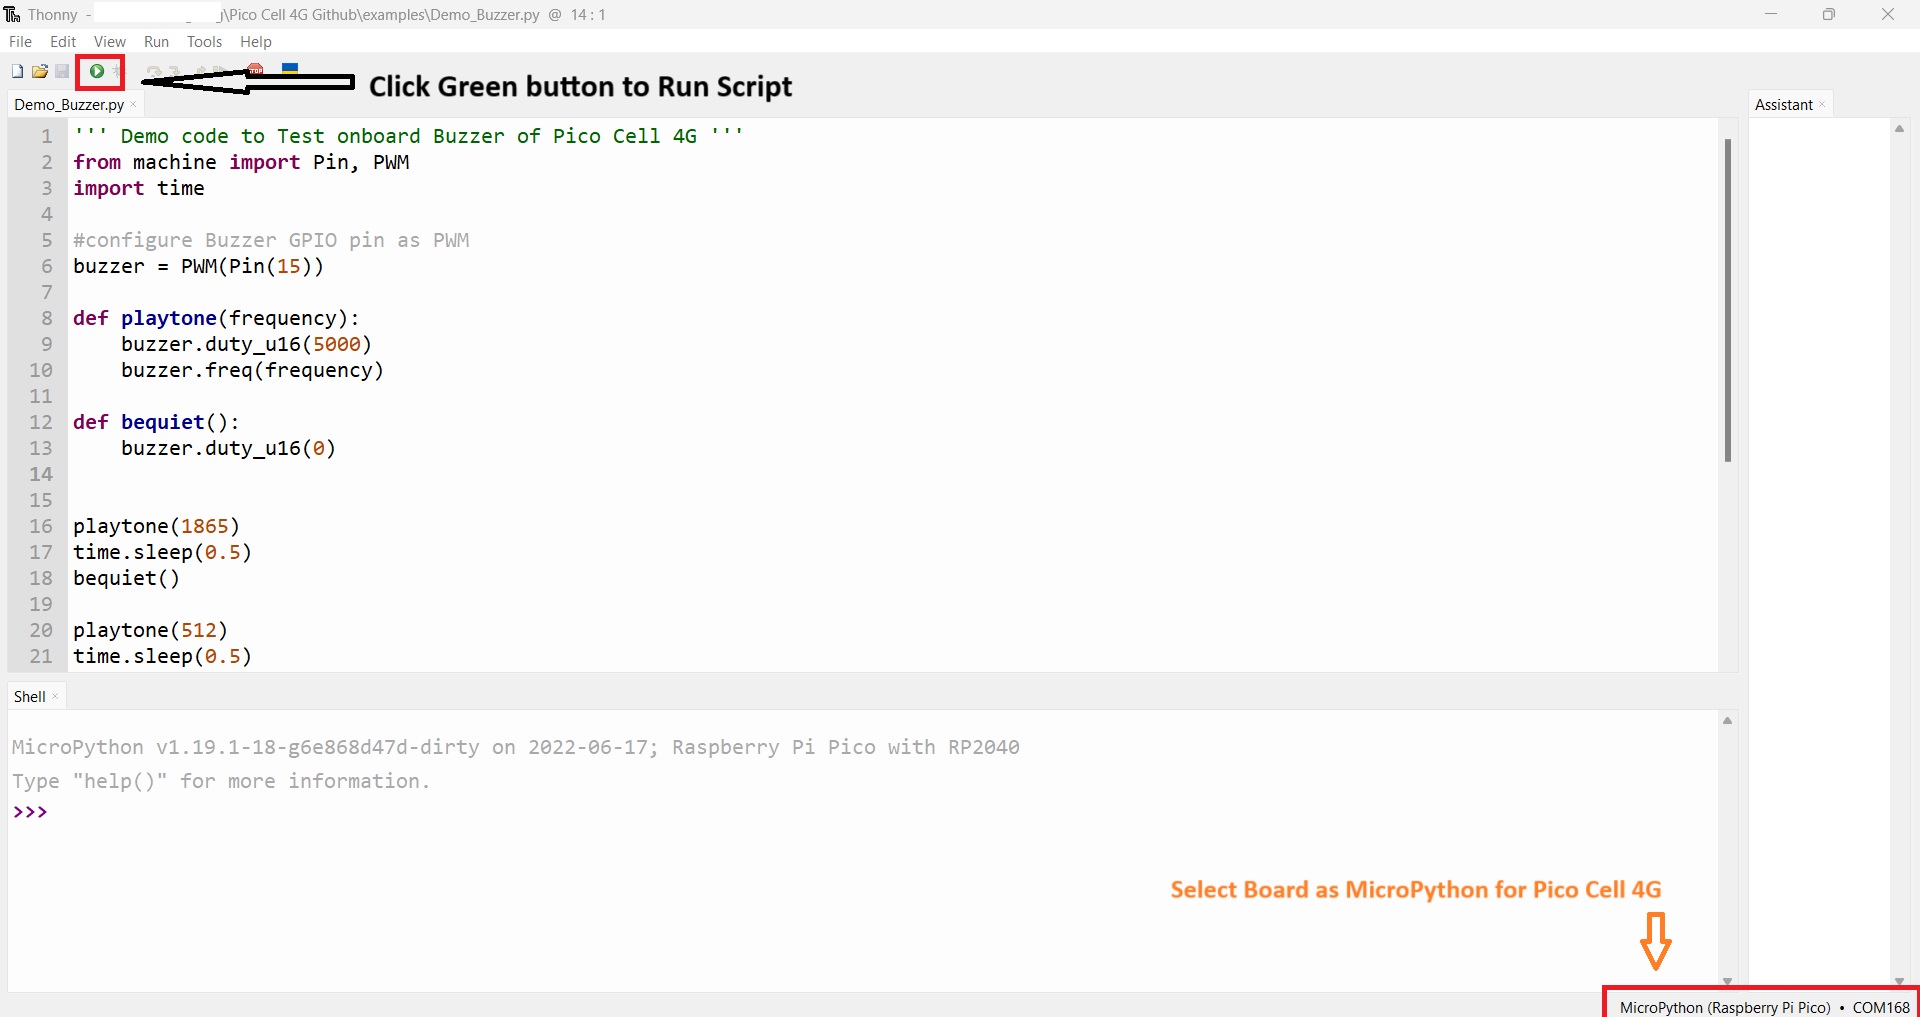 Thonny - \Pico Cell 4G Github\examples\Demo_Buzzer.py @ 14 : 1
File Edit View Run Tools Help
Click Green button to Run Script
Demo_Buzzer.py ×
Assistant ×
1 ''' Demo code to Test onboard Buzzer of Pico Cell 4G '''
2 from machine import Pin, PWM
3 import time
4
5 #configure Buzzer GPIO pin as PWM
6 buzzer = PWM(Pin(15))
7
8 def playtone(frequency):
9     buzzer.duty_u16(5000)
10     buzzer.freq(frequency)
11
12 def bequiet():
13     buzzer.duty_u16(0)
14
15
16 playtone(1865)
17 time.sleep(0.5)
18 bequiet()
19
20 playtone(512)
21 time.sleep(0.5)
Shell ×
MicroPython v1.19.1-18-g6e868d47d-dirty on 2022-06-17; Raspberry Pi Pico with RP2040
Type "help()" for more information.
>>>
Select Board as MicroPython for Pico Cell 4G
MicroPython (Raspberry Pi Pico) • COM168